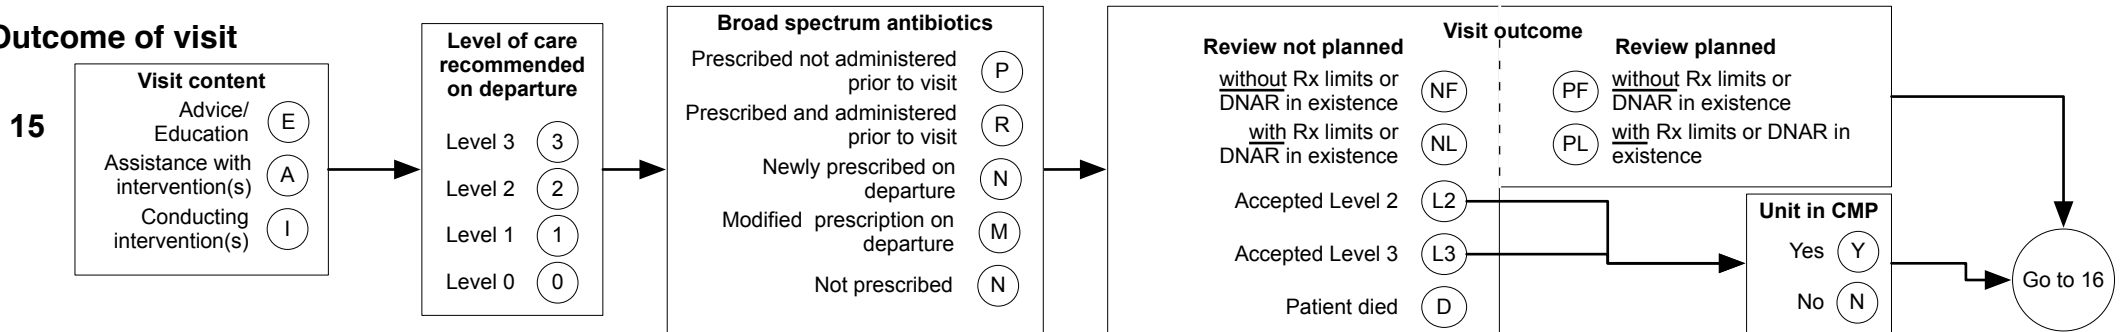 Outcome of visit
15
Visit content
Advice/
Education
E
Assistance with
intervention(s)
A
Conducting
intervention(s)
I
Level of care
recommended
on departure
Level 3
3
Level 2
2
Level 1
1
Level 0
0
Broad spectrum antibiotics
Prescribed not administered
prior to visit
P
Prescribed and administered
prior to visit
R
Newly prescribed on
departure
N
Modified prescription on
departure
M
Not prescribed
N
Visit outcome
Review not planned
without Rx limits or
DNAR in existence
NF
with Rx limits or
DNAR in existence
NL
Accepted Level 2
L2
Accepted Level 3
L3
Patient died
D
Review planned
PF
without Rx limits or
DNAR in existence
PL
with Rx limits or DNAR in
existence
Unit in CMP
Yes
Y
No
N
Go to 16